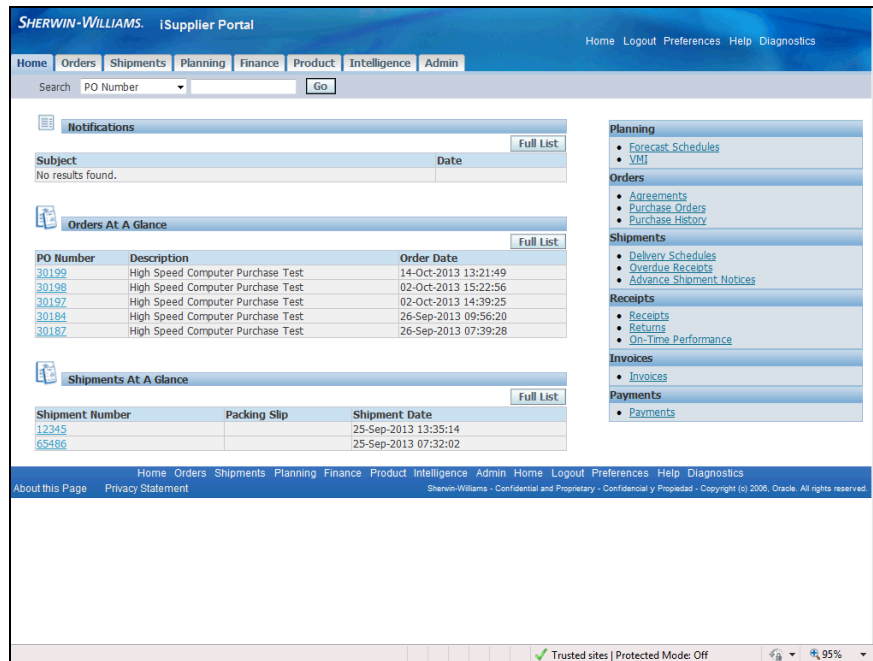 SHERWIN-WILLIAMS. iSupplier Portal
Home Logout Preferences Help Diagnostics
Home Orders Shipments Planning Finance Product Intelligence Admin
Search PO Number Go
Notifications
Full List
Subject Date
No results found.
Orders At A Glance
Full List
PO Number Description Order Date
30199 High Speed Computer Purchase Test 14-Oct-2013 13:21:49
30198 High Speed Computer Purchase Test 02-Oct-2013 15:22:56
30197 High Speed Computer Purchase Test 02-Oct-2013 14:39:25
30184 High Speed Computer Purchase Test 26-Sep-2013 09:56:20
30187 High Speed Computer Purchase Test 26-Sep-2013 07:39:28
Shipments At A Glance
Full List
Shipment Number Packing Slip Shipment Date
12345 25-Sep-2013 13:35:14
65486 25-Sep-2013 07:32:02
Planning
Forecast Schedules
VMI
Orders
Agreements
Purchase Orders
Purchase History
Shipments
Delivery Schedules
Overdue Receipts
Advance Shipment Notices
Receipts
Receipts
Returns
On-Time Performance
Invoices
Invoices
Payments
Payments
Home Orders Shipments Planning Finance Product Intelligence Admin Home Logout Preferences Help Diagnostics
About this Page Privacy Statement Sherwin-Williams - Confidential and Proprietary - Confidencial y Propiedad - Copyright (c) 2006, Oracle. All rights reserved.
Trusted sites | Protected Mode: Off 95%